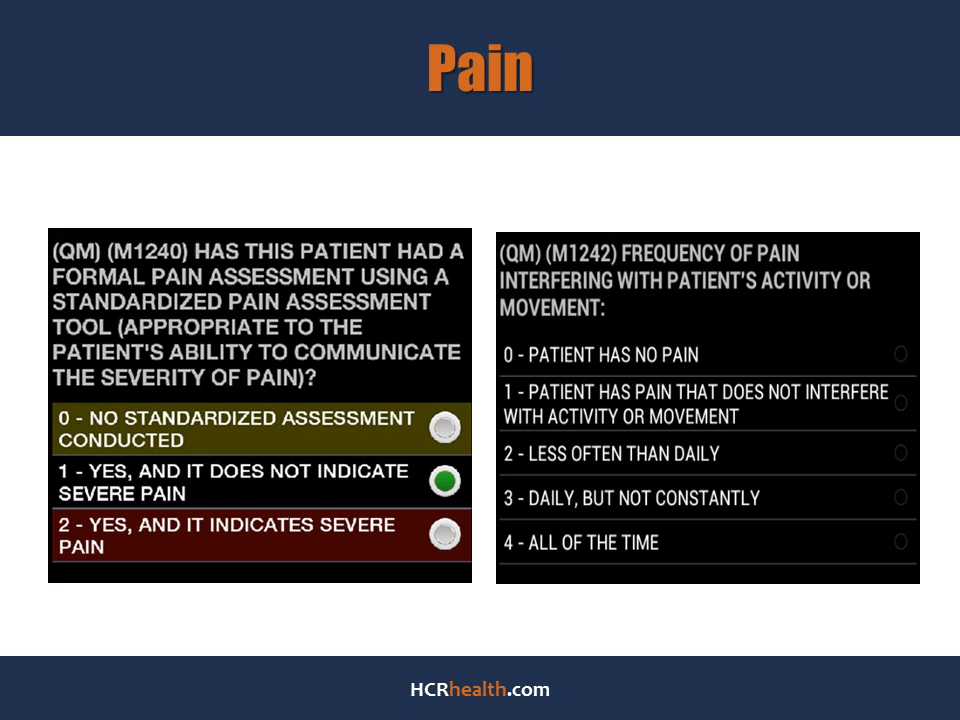 Pain
(QM) (M1240) HAS THIS PATIENT HAD A
FORMAL PAIN ASSESSMENT USING A
STANDARDIZED PAIN ASSESSMENT
TOOL (APPROPRIATE TO THE
PATIENT'S ABILITY TO COMMUNICATE
THE SEVERITY OF PAIN)?
0 - NO STANDARDIZED ASSESSMENT
CONDUCTED
1 - YES, AND IT DOES NOT INDICATE
SEVERE PAIN
2 - YES, AND IT INDICATES SEVERE
PAIN
(QM) (M1242) FREQUENCY OF PAIN
INTERFERING WITH PATIENT'S ACTIVITY OR
MOVEMENT:
0 - PATIENT HAS NO PAIN
1 - PATIENT HAS PAIN THAT DOES NOT INTERFERE
WITH ACTIVITY OR MOVEMENT
2 - LESS OFTEN THAN DAILY
3 - DAILY, BUT NOT CONSTANTLY
4 - ALL OF THE TIME
HCRhealth.com